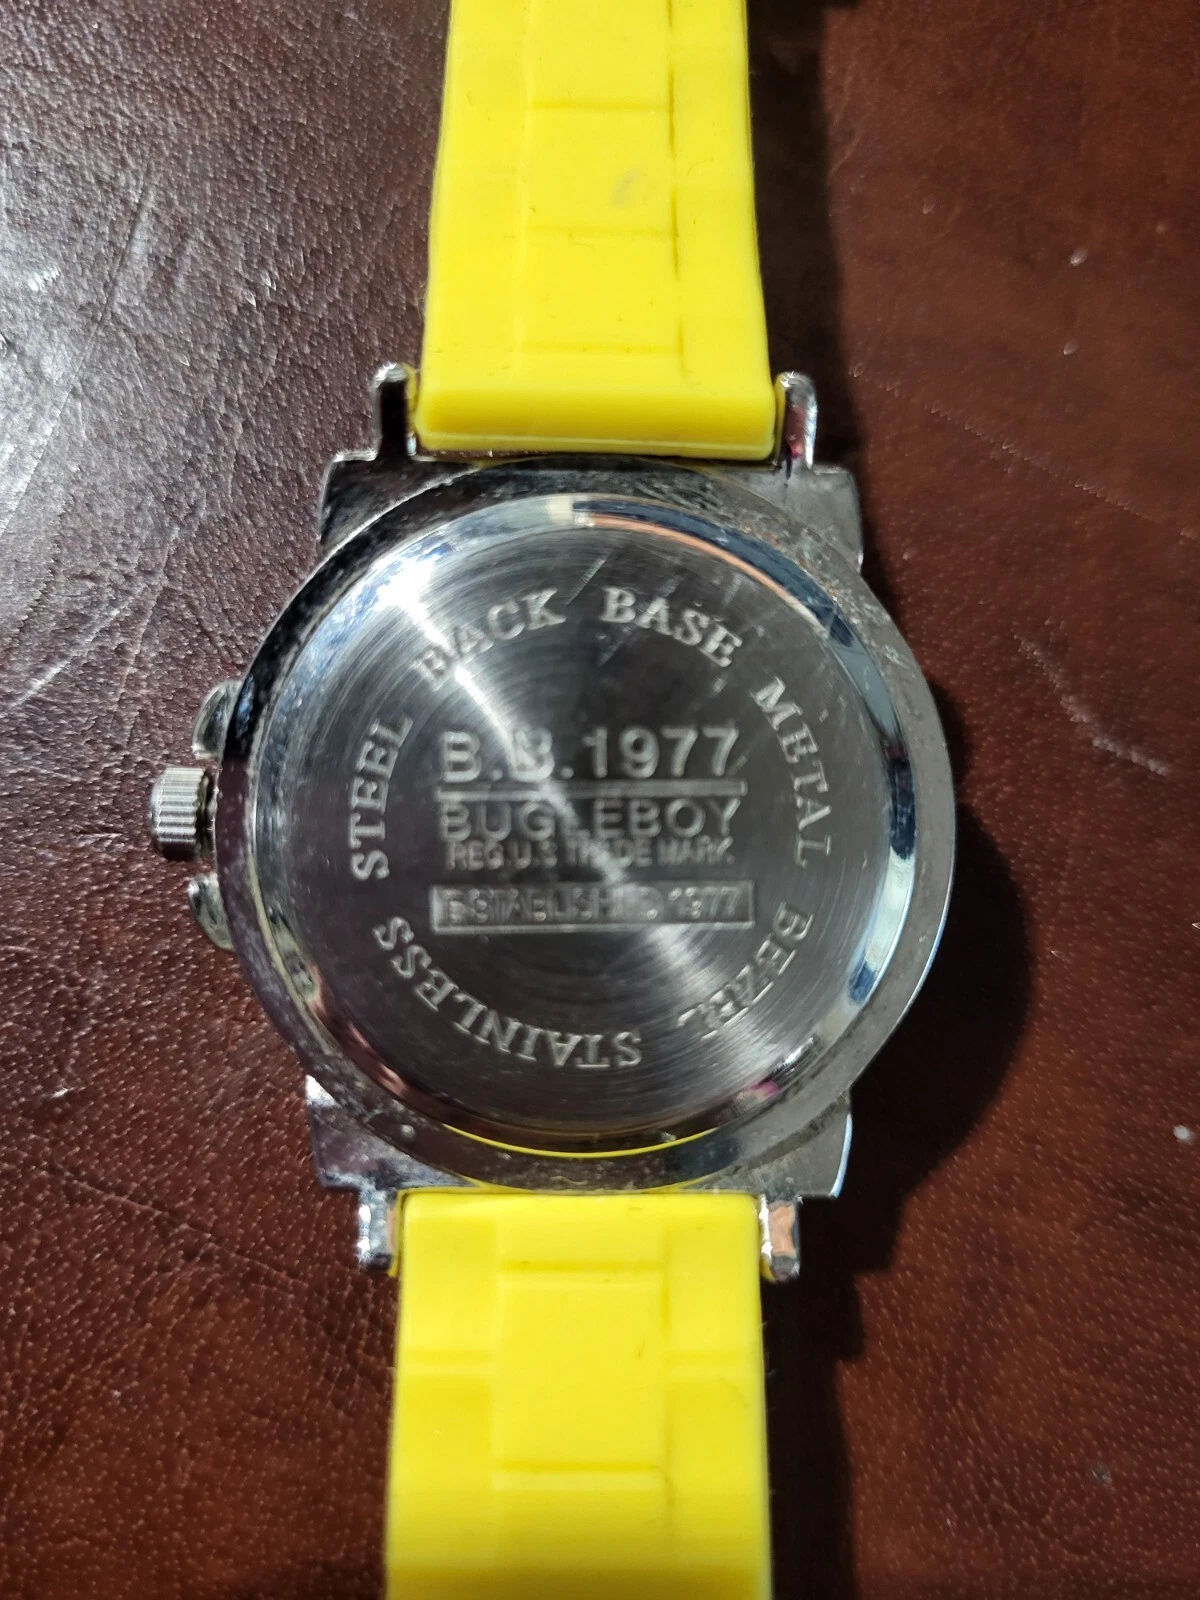 B.B.1977
BUGLEBOY
REG.U.S TRADE MARK
ESTABLISHED 1977
STAINLESS STEEL BACK BASE METAL BEZEL